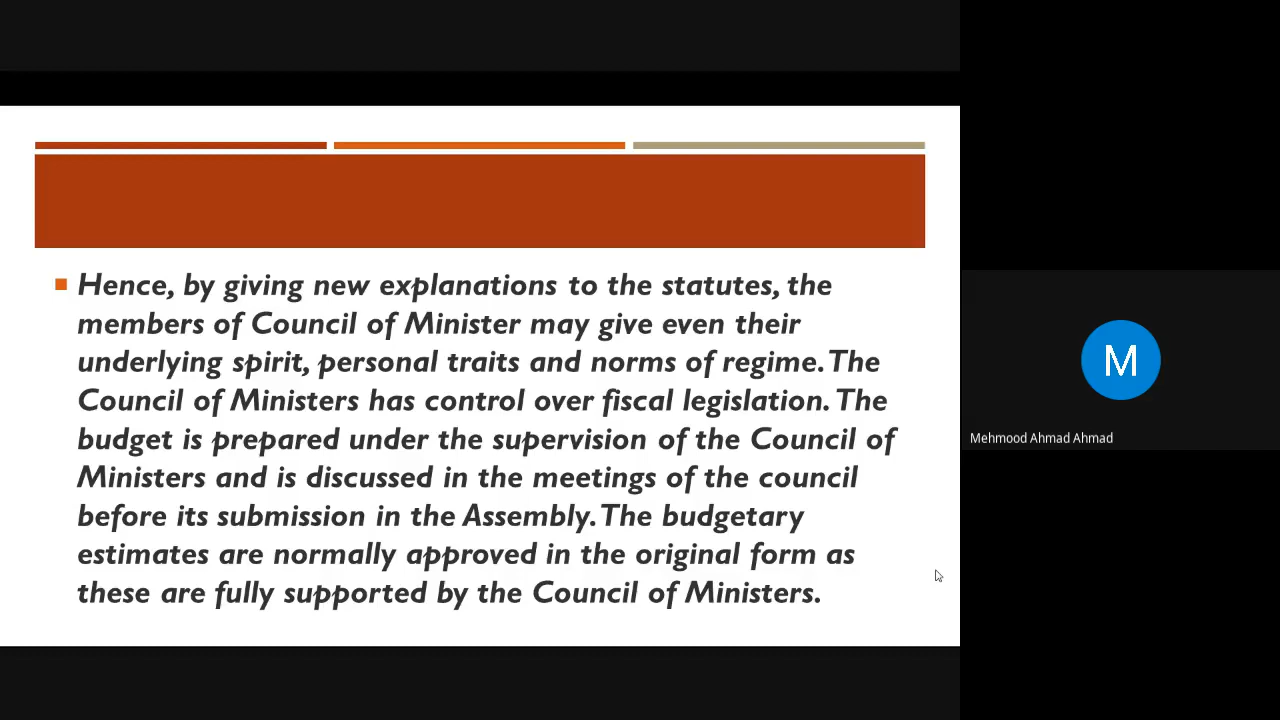 Hence, by giving new explanations to the statutes, the
members of Council of Minister may give even their
underlying spirit, personal traits and norms of regime. The
Council of Ministers has control over fiscal legislation. The
budget is prepared under the supervision of the Council of
Ministers and is discussed in the meetings of the council
before its submission in the Assembly. The budgetary
estimates are normally approved in the original form as
these are fully supported by the Council of Ministers.
M
Mehmood Ahmad Ahmad